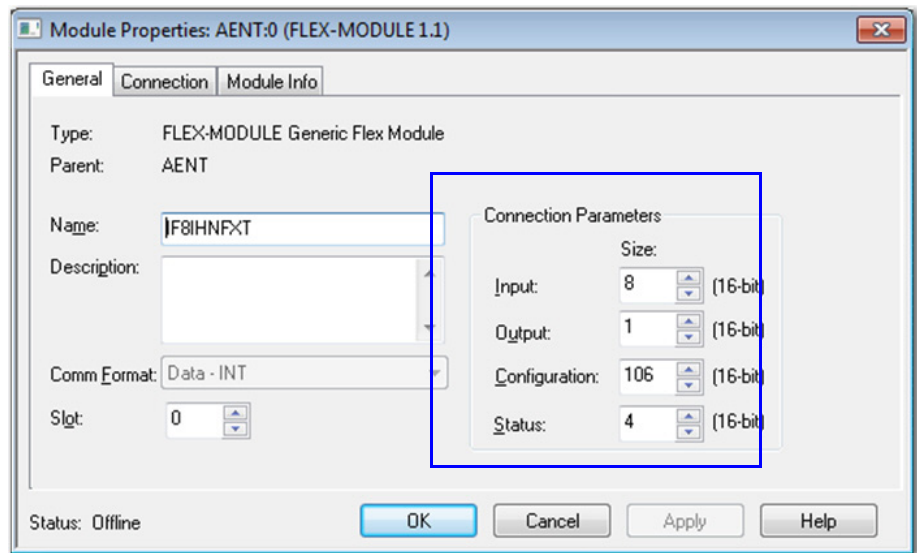 Module Properties: AENT:0 (FLEX-MODULE 1.1)
General Connection Module Info
Type: FLEX-MODULE Generic Flex Module
Parent: AENT
Name: IF8IHNFXT
Description:
Comm Format: Data - INT
Slot: 0
Connection Parameters
Size:
Input: 8 (16-bit)
Output: 1 (16-bit)
Configuration: 106 (16-bit)
Status: 4 (16-bit)
Status: Offline
OK Cancel Apply Help